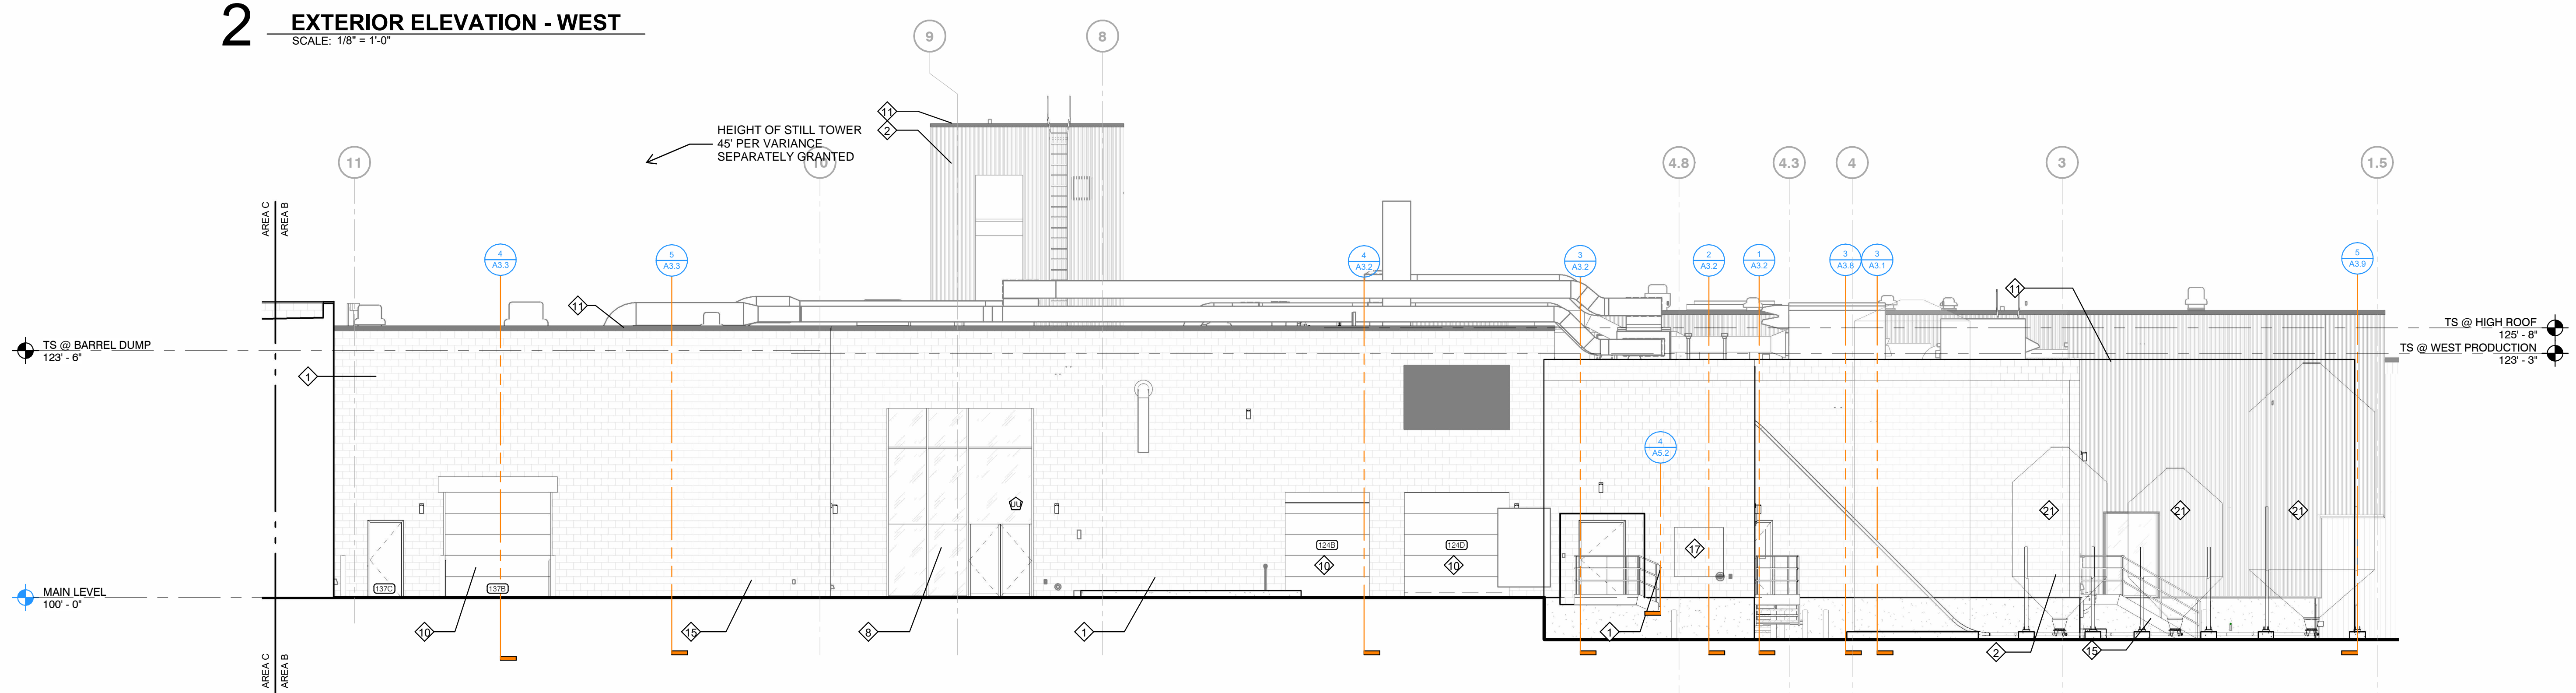 2
EXTERIOR ELEVATION - WEST
SCALE: 1/8" = 1'-0"
9
8
11
2
HEIGHT OF STILL TOWER
45' PER VARIANCE
SEPARATELY GRANTED
11
10
4.8
4.3
4
3
1.5
AREA C
AREA B
4
A3.3
5
A3.3
4
A3.2
3
A3.2
2
A3.2
1
A3.2
3
A3.8
3
A3.1
5
A3.9
11
11
TS @ BARREL DUMP
123' - 6"
TS @ HIGH ROOF
125' - 8"
TS @ WEST PRODUCTION
123' - 3"
1
4
A5.2
UU
21
21
21
124B
124D
17
10
10
137C
137B
MAIN LEVEL
100' - 0"
10
15
8
1
1
2
15
AREA C
AREA B